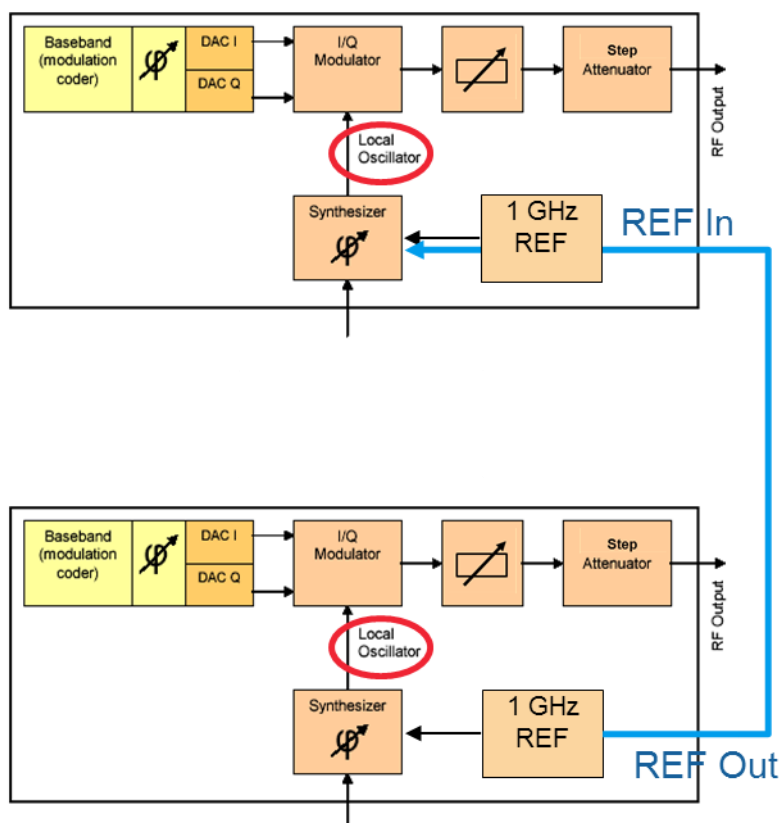 Baseband
(modulation
coder)
φ
DAC I
DAC Q
I/Q
Modulator
Step
Attenuator
RF Output
Local
Oscillator
Synthesizer
φ
1 GHz
REF
REF In
Baseband
(modulation
coder)
φ
DAC I
DAC Q
I/Q
Modulator
Step
Attenuator
RF Output
Local
Oscillator
Synthesizer
φ
1 GHz
REF
REF Out